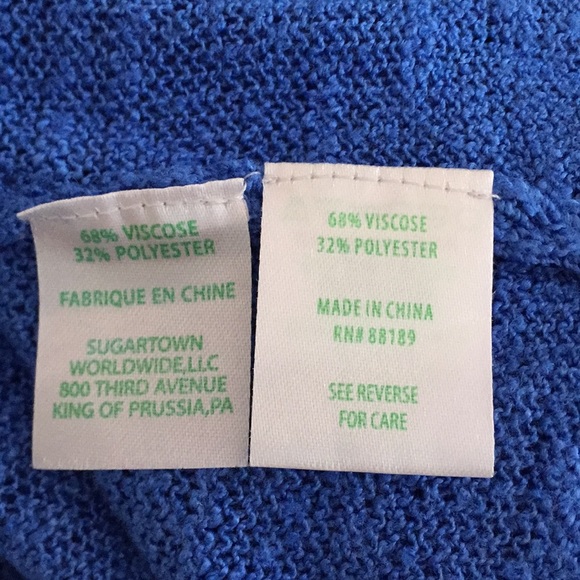 68% VISCOSE
32% POLYESTER
FABRIQUE EN CHINE
SUGARTOWN
WORLDWIDE,LLC
800 THIRD AVENUE
KING OF PRUSSIA,PA
68% VISCOSE
32% POLYESTER
MADE IN CHINA
RN# 88189
SEE REVERSE
FOR CARE